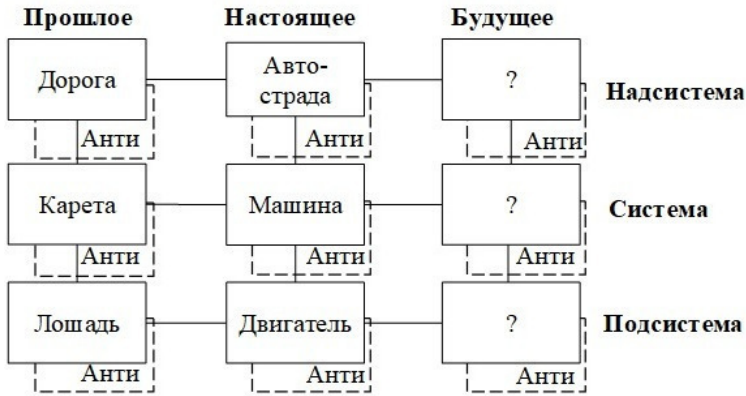 Прошлое Настоящее Будущее
Дорога Авто-
страда ? Надсистема
Анти Анти Анти
Карета Машина ? Система
Анти Анти Анти
Лошадь Двигатель ? Подсистема
Анти Анти Анти